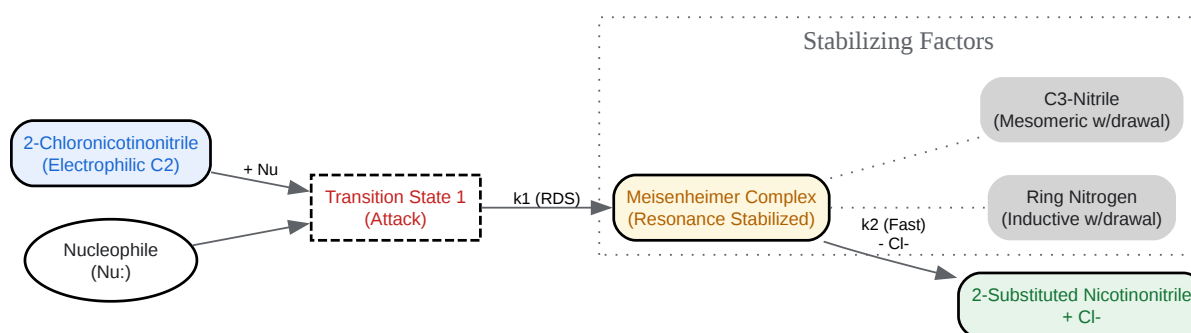 Stabilizing Factors
C3-Nitrile
(Mesomeric w/drawal)
2-Chloronicotinonitrile
(Electrophilic C2)
+ Nu
Transition State 1
(Attack)
k1 (RDS)
Meisenheimer Complex
(Resonance Stabilized)
Ring Nitrogen
(Inductive w/drawal)
Nucleophile
(Nu:)
k2 (Fast)
- Cl-
2-Substituted Nicotinonitrile
+ Cl-